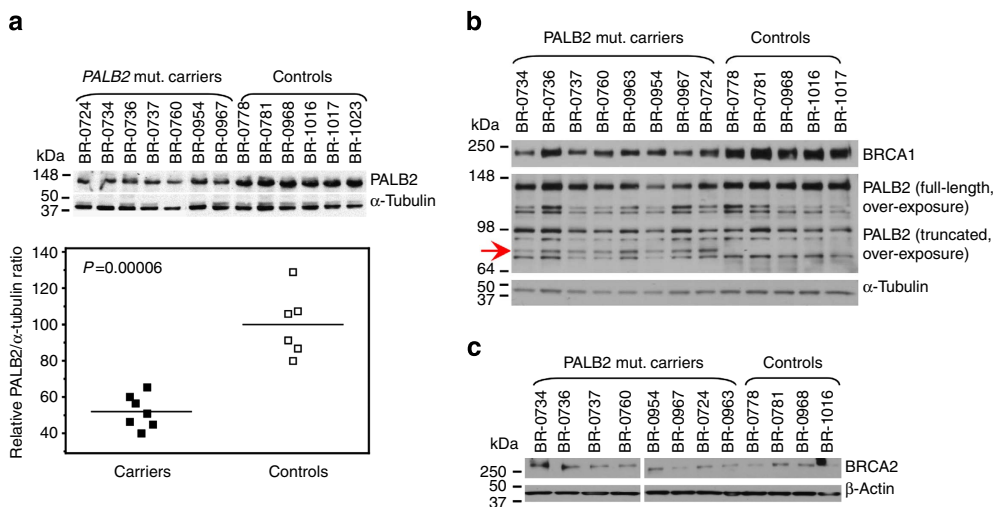 a
PALB2 mut. carriers
Controls
BR-0724
BR-0734
BR-0736
BR-0737
BR-0760
BR-0954
BR-0967
BR-0778
BR-0781
BR-0968
BR-1016
BR-1017
BR-1023
kDa
148
50
37
PALB2
α-Tubulin
Relative PALB2/α-tubulin ratio
140
120
100
80
60
40
P=0.00006
Carriers
Controls
b
PALB2 mut. carriers
Controls
BR-0734
BR-0736
BR-0737
BR-0760
BR-0963
BR-0954
BR-0967
BR-0724
BR-0778
BR-0781
BR-0968
BR-1016
BR-1017
kDa
250
148
98
64
50
37
BRCA1
PALB2 (full-length,
over-exposure)
PALB2 (truncated,
over-exposure)
α-Tubulin
c
PALB2 mut. carriers
Controls
BR-0734
BR-0736
BR-0737
BR-0760
BR-0954
BR-0967
BR-0724
BR-0963
BR-0778
BR-0781
BR-0968
BR-1016
kDa
250
50
37
BRCA2
β-Actin